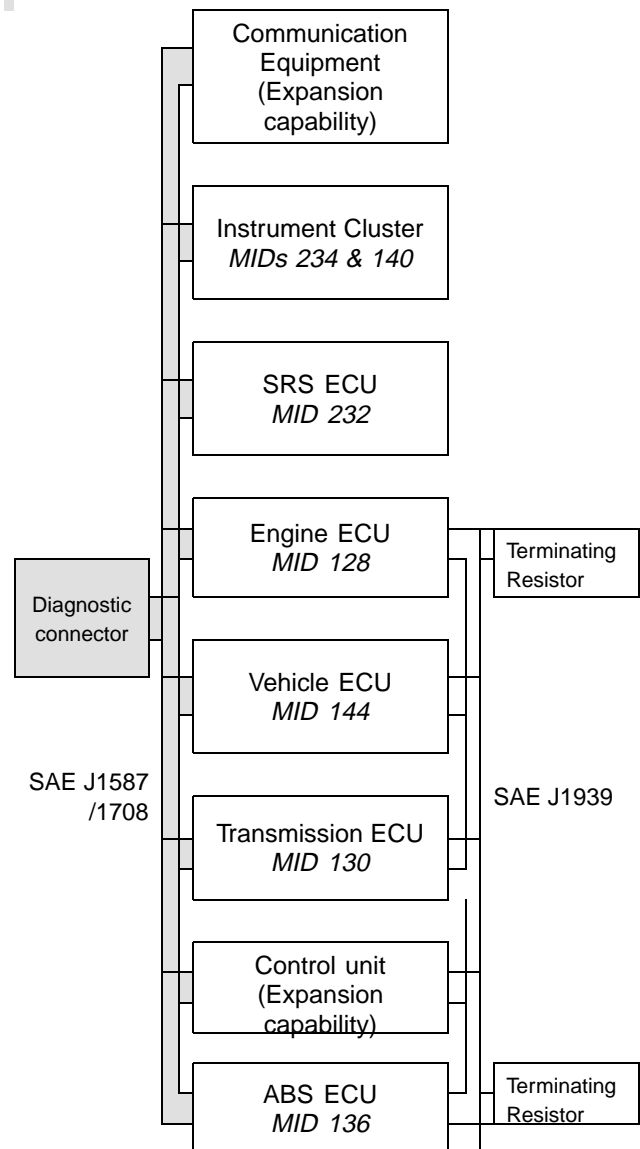 Communication
Equipment
(Expansion
capability)
Instrument Cluster
MIDs 234 & 140
SRS ECU
MID 232
Engine ECU
MID 128
Terminating
Resistor
Diagnostic
connector
Vehicle ECU
MID 144
SAE J1587
/1708
SAE J1939
Transmission ECU
MID 130
Control unit
(Expansion
capability)
ABS ECU
MID 136
Terminating
Resistor